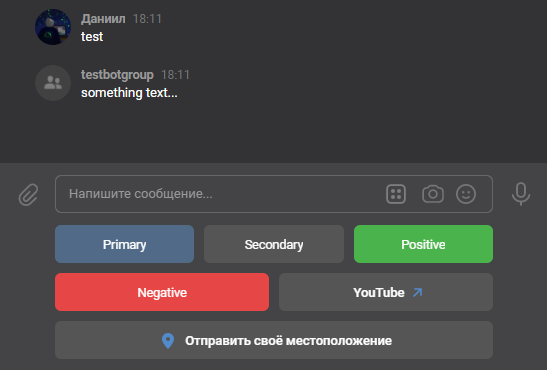 Даниил 18:11
test
testbotgroup 18:11
something text...
Напишите сообщение...
Primary Secondary Positive
Negative YouTube
Отправить своё местоположение